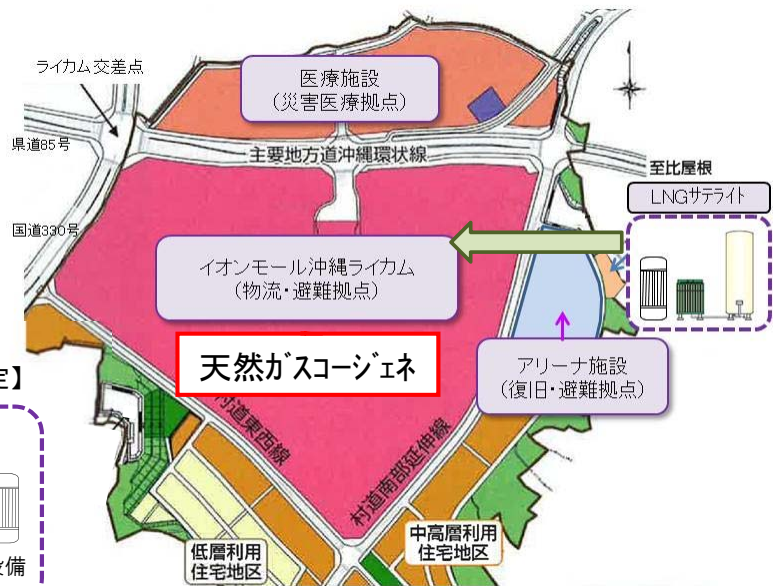 ライカム交差点
医療施設
（災害医療拠点）
県道85号
主要地方道沖縄環状線
至比屋根
LNGサテライト
国道330号
イオンモール沖縄ライカム
（物流・避難拠点）
天然ガスコージェネ
アリーナ施設
（復旧・避難拠点）
定】
村道東西線
村道南部延伸線
中高層利用
住宅地区
低層利用
住宅地区
備